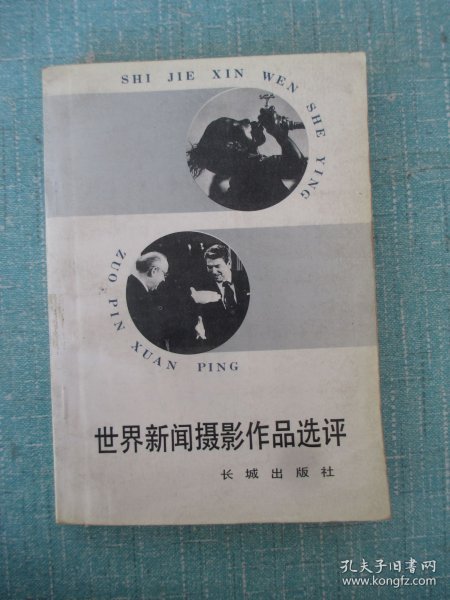 SHI JIE XIN WEN SHE YING
ZUO PIN XUAN PING
世界新闻摄影作品选评
长城出版社
孔夫子旧书网
www.kongfz.com